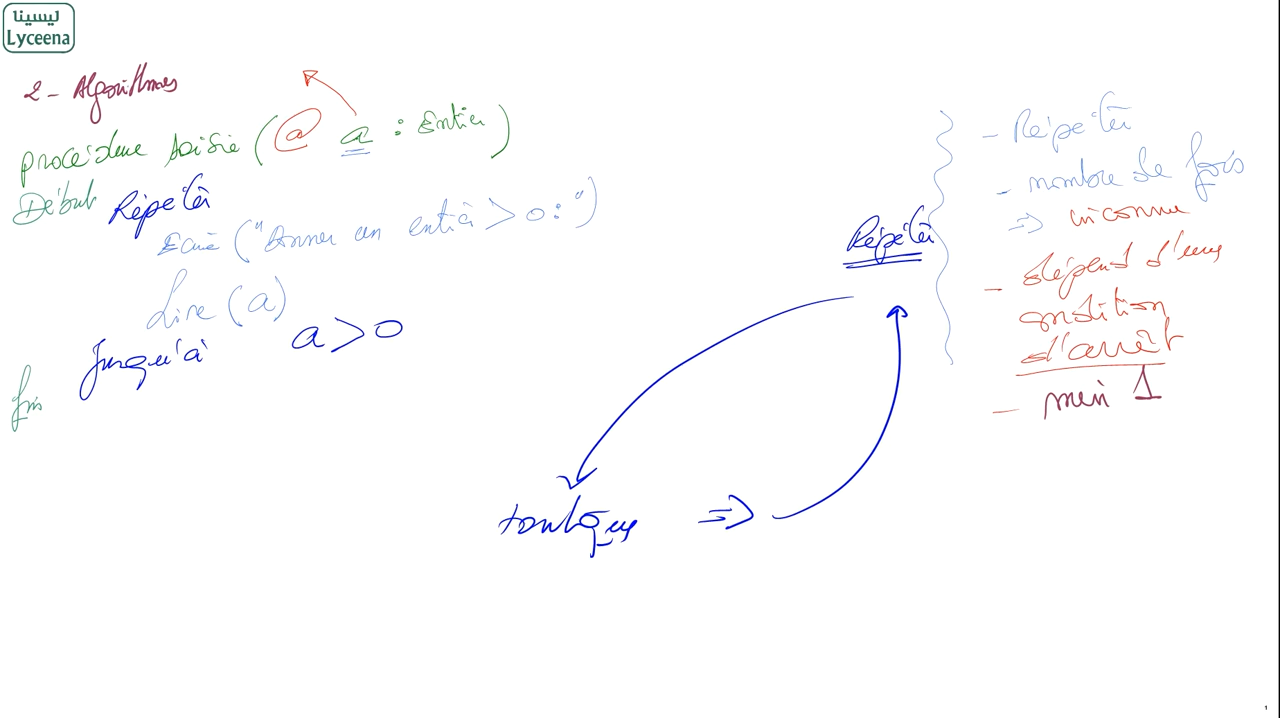 ليسينا
Lyceena
2 - Algorithmes
procédure saisie (@ a : Entier)
Début Répéter
Ecrire ("Donner un entier > 0 : ")
Lire (a)
Jusqu'à a > 0
fin
Répéter
tantque =>
- Répéter
- nombre de fois
=> inconnu
- dépend d'une
condition
d'arrêt
- min 1
1